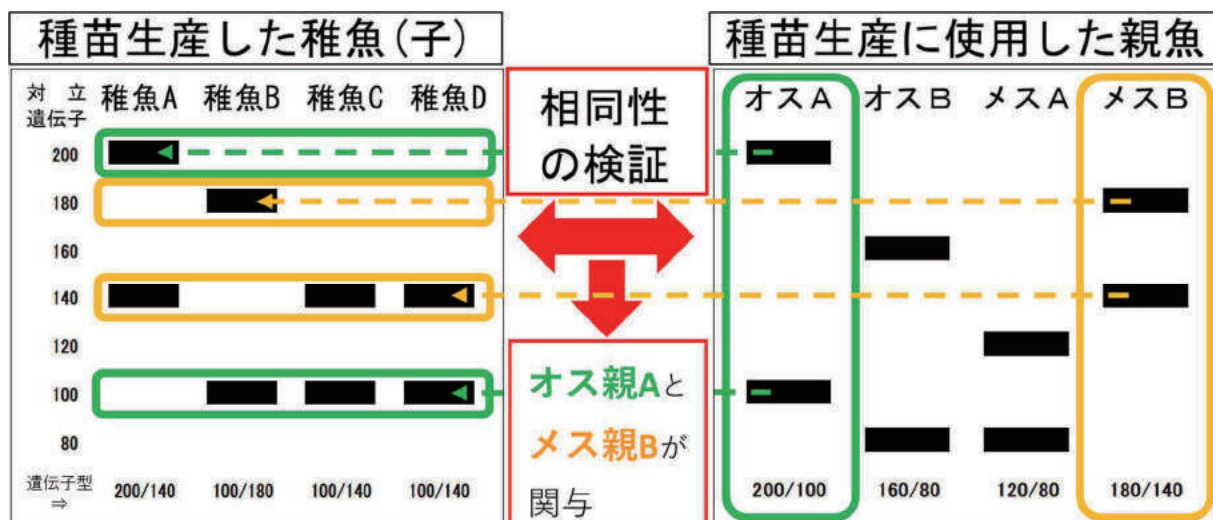 種苗生産した稚魚(子)
対 立
遺伝子
稚魚A 稚魚B 稚魚C 稚魚D
200
180
160
140
120
100
80
遺伝子型
⇒
200/140 100/180 100/140 100/140
相同性
の検証
オス親Aと
メス親Bが
関与
種苗生産に使用した親魚
オスA オスB メスA メスB
200/100 160/80 120/80 180/140